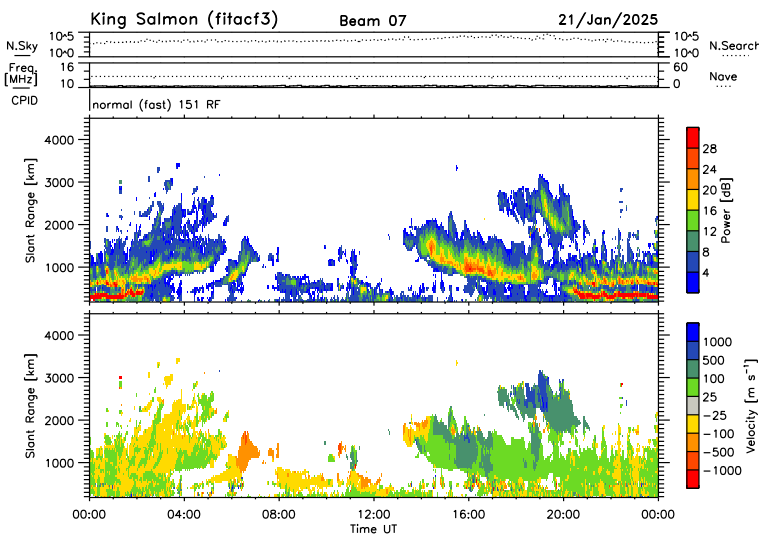 King Salmon (fitacf3) Beam 07 21/Jan/2025
N.Sky 10^5 10^0 10^5 10^0 N.Search
Freq [MHz] 16 10 60 0 Nave
CPID normal (fast) 151 RF
Slant Range [km] 4000 3000 2000 1000
28 24 20 16 12 8 4 Power [dB]
Slant Range [km] 4000 3000 2000 1000
1000 500 100 25 −25 −100 −500 −1000 Velocity [m s⁻¹]
00:00 04:00 08:00 12:00 16:00 20:00 00:00
Time UT